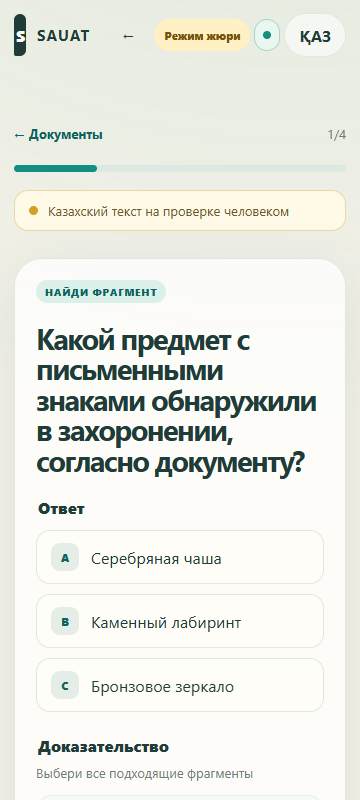 S SAUAT ← Режим жюри ҚАЗ
← Документы 1/4
Казахский текст на проверке человеком
НАЙДИ ФРАГМЕНТ
Какой предмет с
письменными
знаками обнаружили
в захоронении,
согласно документу?
Ответ
A Серебряная чаша
B Каменный лабиринт
C Бронзовое зеркало
Доказательство
Выбери все подходящие фрагменты